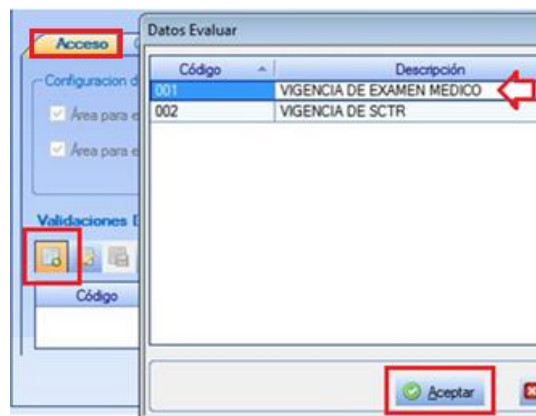 Acceso
Configuracion d
Área para e
Área para e
Validaciones D
Código
Datos Evaluar
Código Descripción
001 VIGENCIA DE EXAMEN MEDICO
002 VIGENCIA DE SCTR
Aceptar